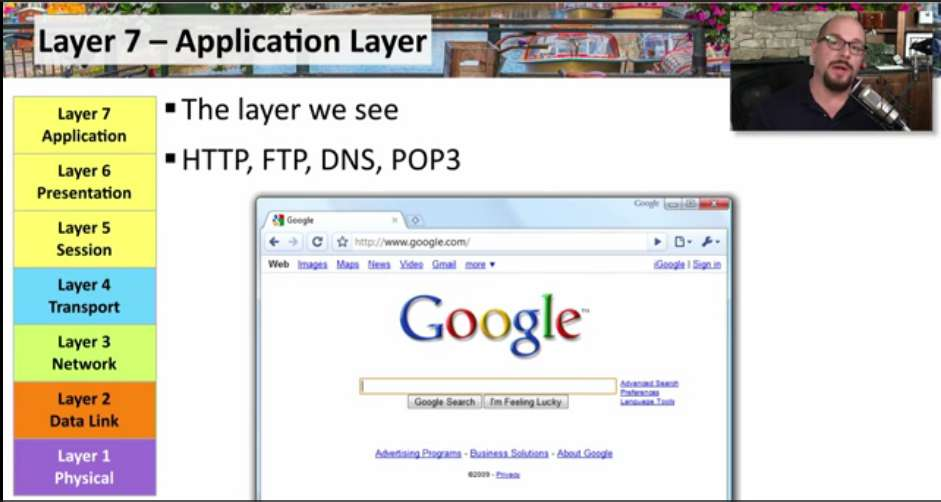 Layer 7 – Application Layer
Layer 7
Application
Layer 6
Presentation
Layer 5
Session
Layer 4
Transport
Layer 3
Network
Layer 2
Data Link
Layer 1
Physical
▪ The layer we see
▪ HTTP, FTP, DNS, POP3
Google
Google
http://www.google.com/
Web Images Maps News Video Gmail more ▼
iGoogle | Sign in
Google™
Advanced Search
Preferences
Language Tools
Google Search I'm Feeling Lucky
Advertising Programs - Business Solutions - About Google
©2009 - Privacy